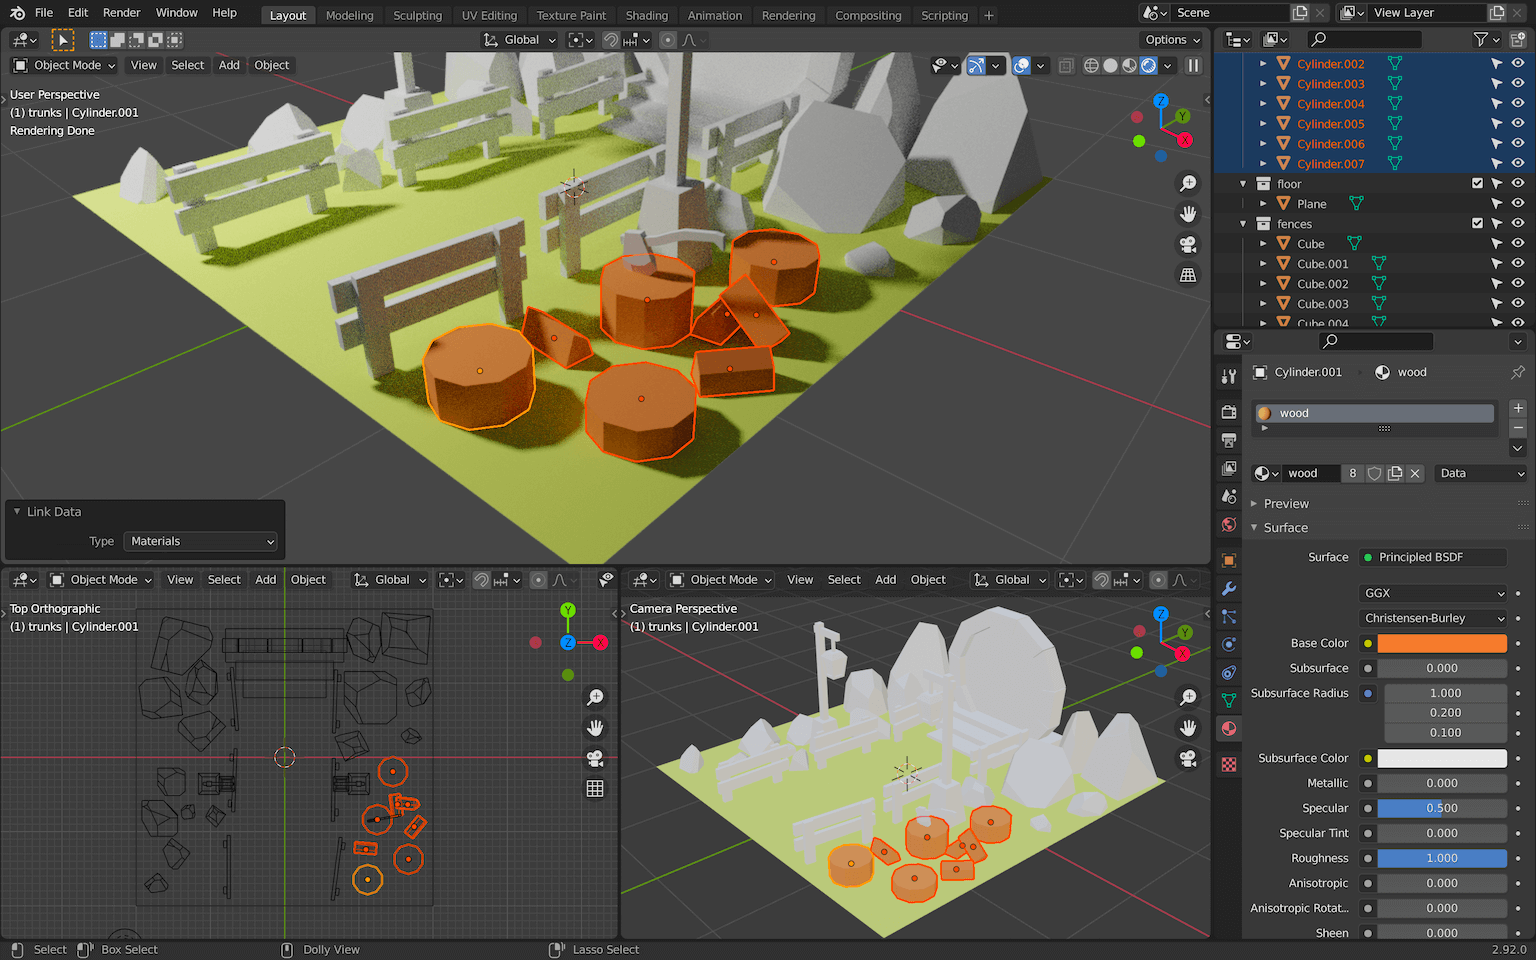 File Edit Render Window Help Layout Modeling Sculpting UV Editing Texture Paint Shading Animation Rendering Compositing Scripting + Scene View Layer
Global Options
Object Mode View Select Add Object
User Perspective
(1) trunks | Cylinder.001
Rendering Done
Z
Y
X
Link Data
Type Materials
Object Mode View Select Add Object Global
Top Orthographic
(1) trunks | Cylinder.001
Y
Z X
Object Mode View Select Add Object Global
Camera Perspective
(1) trunks | Cylinder.001
Z
Y
X
Cylinder.002
Cylinder.003
Cylinder.004
Cylinder.005
Cylinder.006
Cylinder.007
floor
Plane
fences
Cube
Cube.001
Cube.002
Cube.003
Cube.004
Cylinder.001 wood
wood
wood 8 Data
Preview
Surface
Surface Principled BSDF
GGX
Christensen-Burley
Base Color
Subsurface 0.000
Subsurface Radius 1.000
0.200
0.100
Subsurface Color
Metallic 0.000
Specular 0.500
Specular Tint 0.000
Roughness 1.000
Anisotropic 0.000
Anisotropic Rotat... 0.000
Sheen 0.000
Select Box Select Dolly View Lasso Select 2.92.0